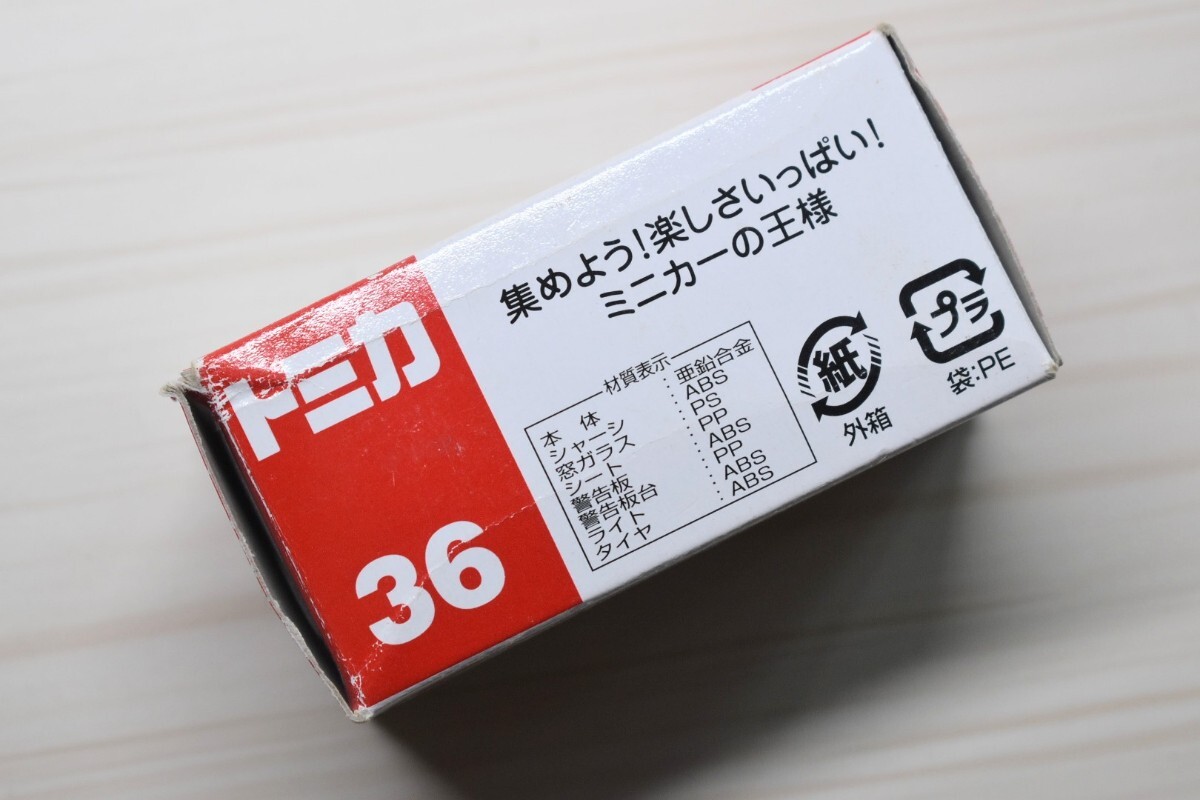 トミカ
36
集めよう!楽しさいっぱい!
ミニカーの王様
材質表示
本 体 : 亜鉛合金
シャーシ : ABS
窓ガラス : PS
シート : PP
警告板 : ABS
警告板台 : PP
ライト : ABS
タイヤ : ABS
紙
外箱
プラ
袋:PE